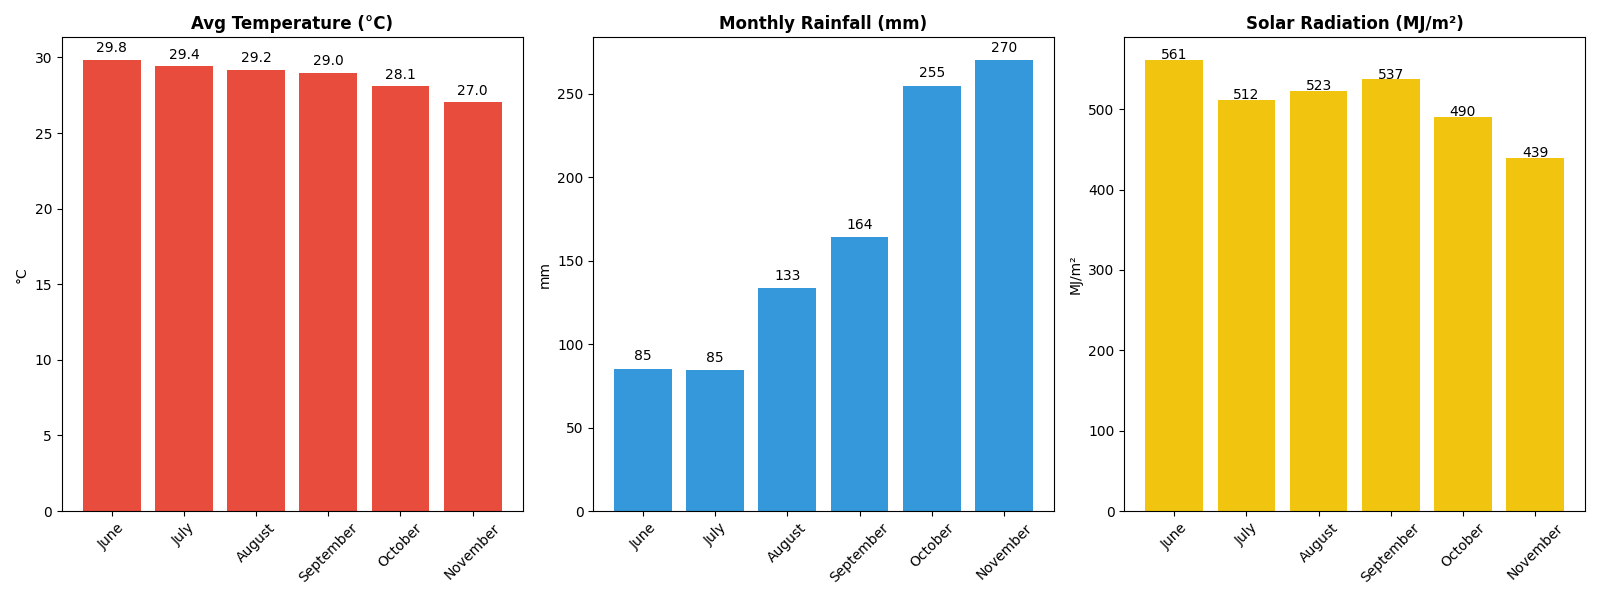 Avg Temperature (°C)
°C
30
25
20
15
10
5
0
29.8
29.4
29.2
29.0
28.1
27.0
June
July
August
September
October
November
Monthly Rainfall (mm)
mm
250
200
150
100
50
0
85
85
133
164
255
270
June
July
August
September
October
November
Solar Radiation (MJ/m²)
MJ/m²
500
400
300
200
100
0
561
512
523
537
490
439
June
July
August
September
October
November